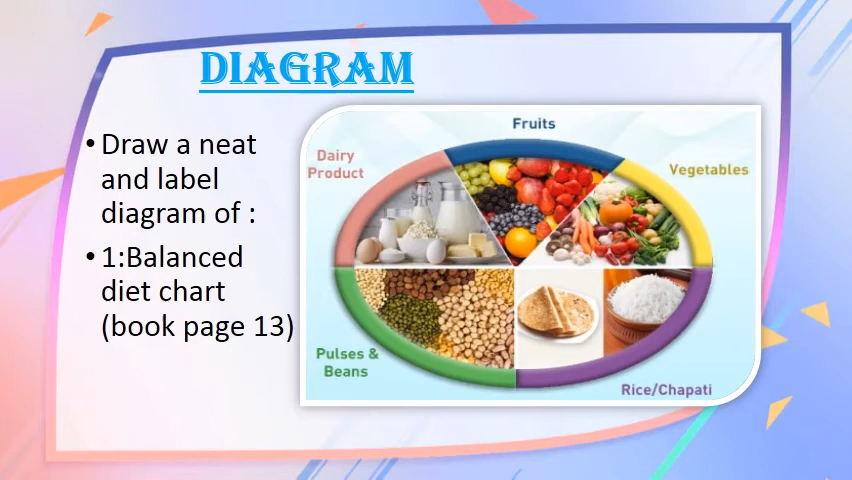 DIAGRAM
• Draw a neat
and label
diagram of :
• 1:Balanced
diet chart
(book page 13)
Fruits
Dairy
Product
Vegetables
Pulses &
Beans
Rice/Chapati